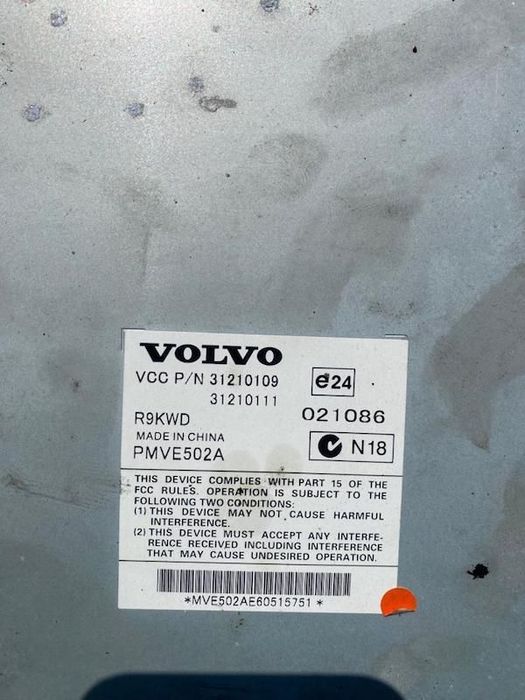 VOLVO
VCC P/N 31210109 e24
31210111
R9KWD 021086
MADE IN CHINA
PMVE502A N18
THIS DEVICE COMPLIES WITH PART 15 OF THE
FCC RULES. OPERATION IS SUBJECT TO THE
FOLLOWING TWO CONDITIONS:
(1) THIS DEVICE MAY NOT CAUSE HARMFUL
INTERFERENCE.
(2) THIS DEVICE MUST ACCEPT ANY INTERFE-
RENCE RECEIVED INCLUDING INTERFERENCE
THAT MAY CAUSE UNDESIRED OPERATION.
*MVE502AE60515751*